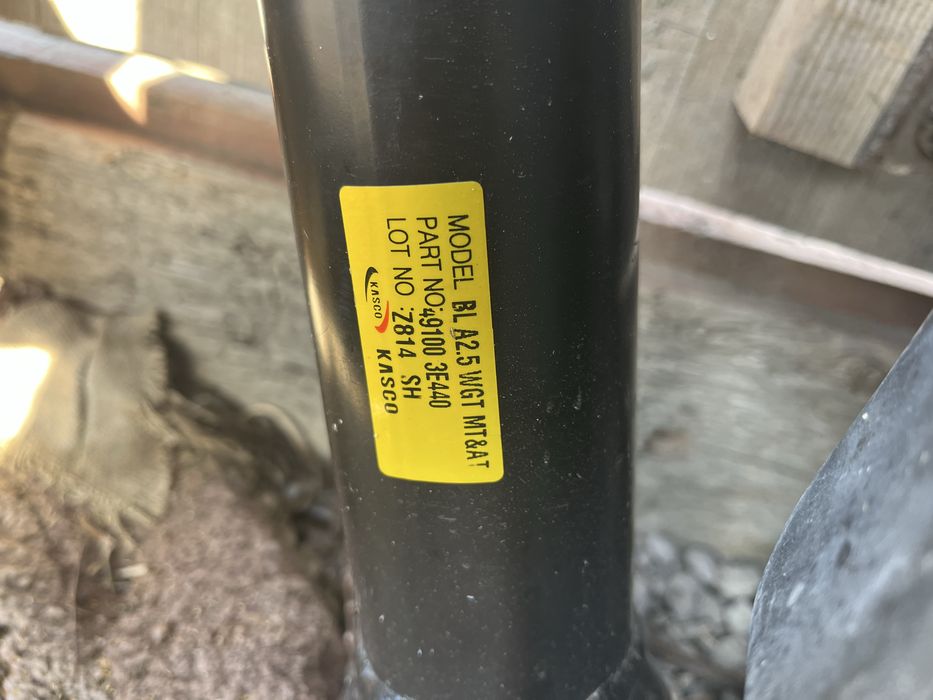 MODEL BL A2.5 WGT MT&AT
PART NO:49100 3E440
LOT NO :Z814 SH
KASCO KASCO